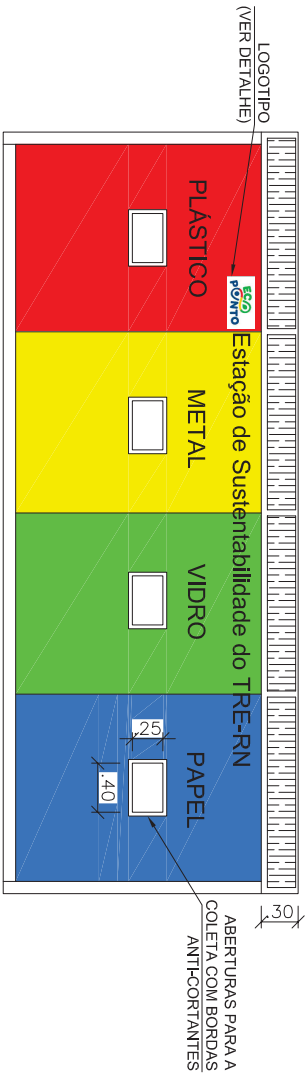 LOGOTIPO
(VER DETALHE)
ECO
PONTO
Estação de Sustentabilidade do TRE-RN
PLÁSTICO
METAL
VIDRO
PAPEL
.25
.40
.30
ABERTURAS PARA A
COLETA COM BORDAS
ANTI-CORTANTES